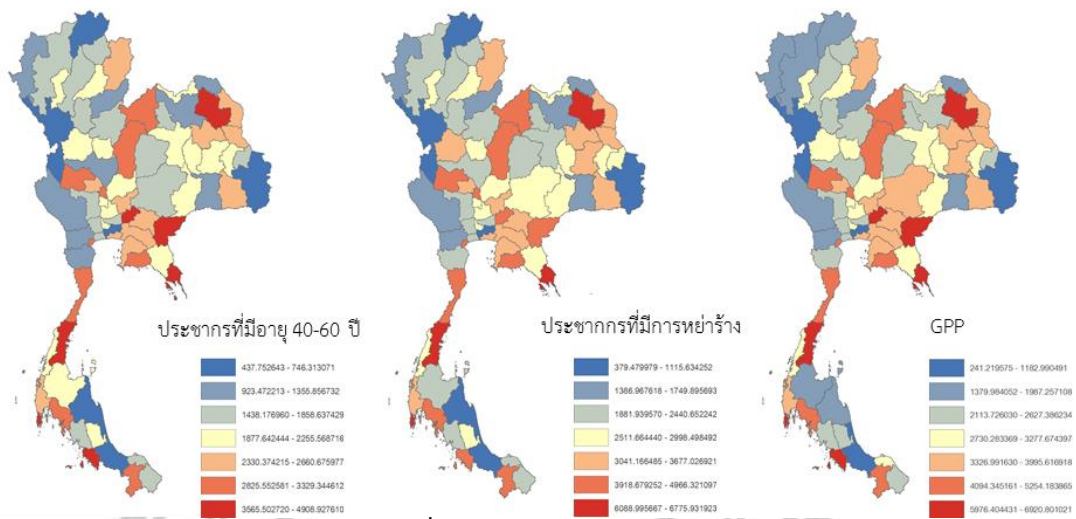 ประชากรที่มีอายุ 40-60 ปี
437.752643 - 746.313071
923.472213 - 1355.856732
1438.176960 - 1858.637429
1877.642444 - 2255.568716
2330.374215 - 2660.675977
2825.552581 - 3329.344612
3565.502720 - 4908.927610
ประชากกรที่มีการหย่าร้าง
379.479979 - 1115.634252
1386.967618 - 1749.895693
1881.939570 - 2440.652242
2511.664440 - 2998.498492
3041.166485 - 3677.026921
3918.679252 - 4966.321097
6088.995667 - 6775.931923
GPP
241.219575 - 1182.990491
1379.984052 - 1987.257108
2113.726030 - 2627.386234
2730.283369 - 3277.674397
3326.991630 - 3995.616918
4094.345161 - 5254.183865
5976.404431 - 6920.801021